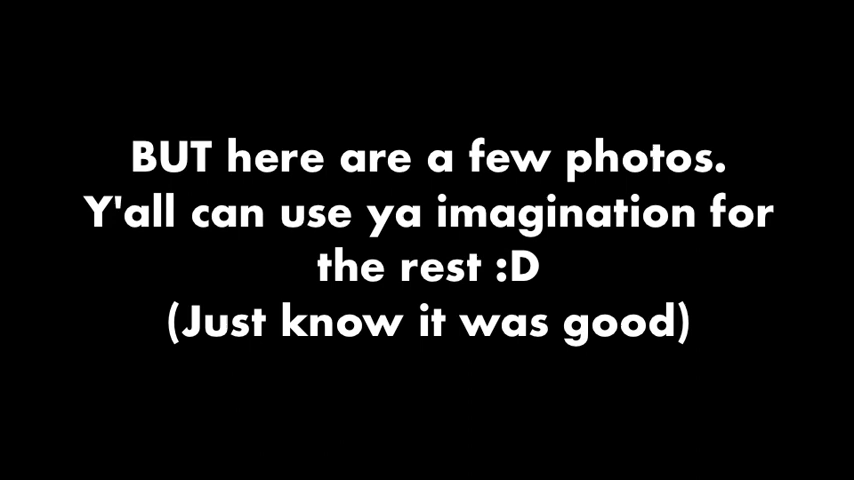 BUT here are a few photos.
Y'all can use ya imagination for
the rest :D
(Just know it was good)